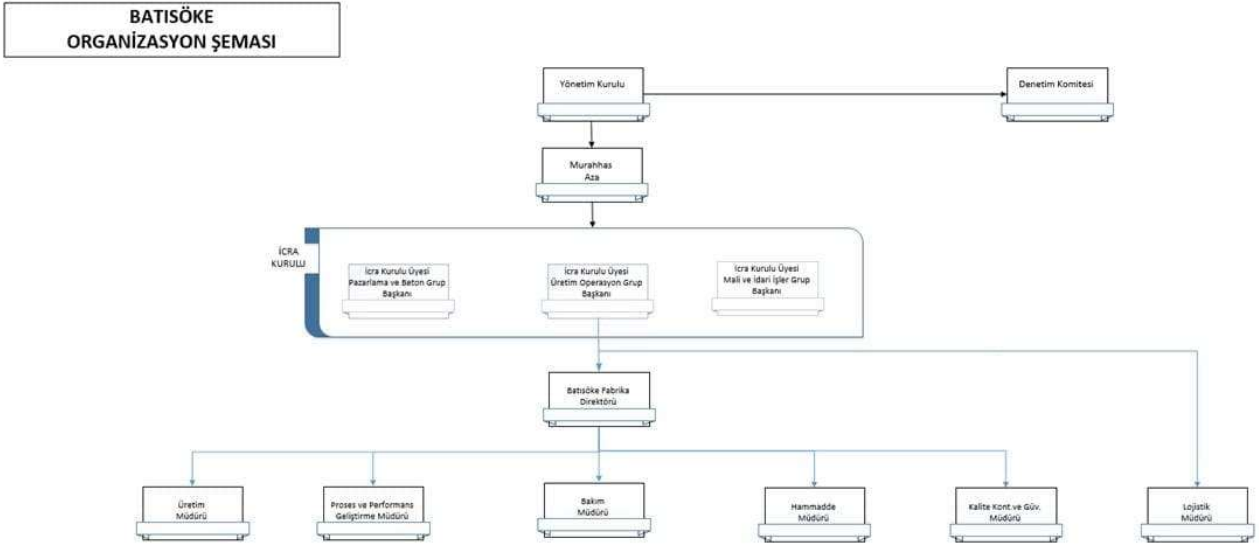 BATISÖKE
ORGANİZASYON ŞEMASI
Yönetim Kurulu
Denetim Komitesi
Murahhas
Aza
İCRA
KURULU
İcra Kurulu Üyesi
Pazarlama ve Beton Grup
Başkanı
İcra Kurulu Üyesi
Üretim Operasyon Grup
Başkanı
İcra Kurulu Üyesi
Mali ve İdari İşler Grup
Başkanı
Batısöke Fabrika
Direktörü
Üretim
Müdürü
Proses ve Performans
Geliştirme Müdürü
Bakım
Müdürü
Hammadde
Müdürü
Kalite Kont.ve Güv.
Müdürü
Lojistik
Müdürü